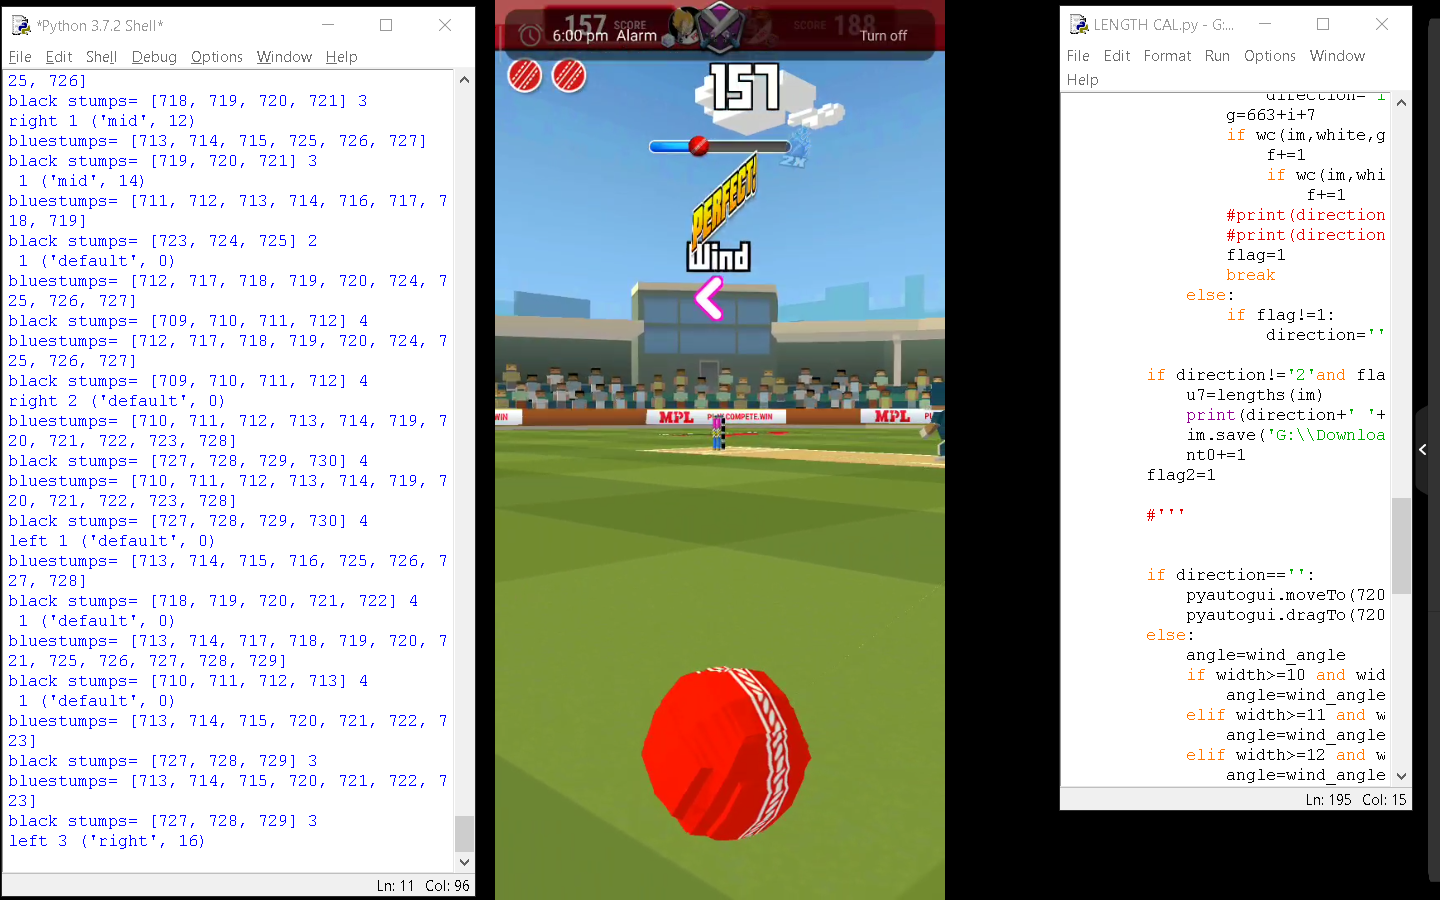 *Python 3.7.2 Shell*
File Edit Shell Debug Options Window Help
25, 726]
black stumps= [718, 719, 720, 721] 3
right 1 ('mid', 12)
bluestumps= [713, 714, 715, 725, 726, 727]
black stumps= [719, 720, 721] 3
1 ('mid', 14)
bluestumps= [711, 712, 713, 714, 716, 717, 7
18, 719]
black stumps= [723, 724, 725] 2
1 ('default', 0)
bluestumps= [712, 717, 718, 719, 720, 724, 7
25, 726, 727]
black stumps= [709, 710, 711, 712] 4
bluestumps= [712, 717, 718, 719, 720, 724, 7
25, 726, 727]
black stumps= [709, 710, 711, 712] 4
right 2 ('default', 0)
bluestumps= [710, 711, 712, 713, 714, 719, 7
20, 721, 722, 723, 728]
black stumps= [727, 728, 729, 730] 4
bluestumps= [710, 711, 712, 713, 714, 719, 7
20, 721, 722, 723, 728]
black stumps= [727, 728, 729, 730] 4
left 1 ('default', 0)
bluestumps= [713, 714, 715, 716, 725, 726, 7
27, 728]
black stumps= [718, 719, 720, 721, 722] 4
1 ('default', 0)
bluestumps= [713, 714, 717, 718, 719, 720, 7
21, 725, 726, 727, 728, 729]
black stumps= [710, 711, 712, 713] 4
1 ('default', 0)
bluestumps= [713, 714, 715, 720, 721, 722, 7
23]
black stumps= [727, 728, 729] 3
bluestumps= [713, 714, 715, 720, 721, 722, 7
23]
black stumps= [727, 728, 729] 3
left 3 ('right', 16)
Ln: 11 Col: 96
157 SCORE SCORE 188
6:00 pm Alarm Turn off
157
2X
PERFECT!
Wind
WIN MPL PLAY.COMPETE.WIN MPL
LENGTH CAL.py - G:...
File Edit Format Run Options Window
Help
direction= i
g=663+i+7
if wc(im,white,g
f+=1
if wc(im,whi
f+=1
#print(direction
#print(direction
flag=1
break
else:
if flag!=1:
direction=''
if direction!='2'and fla
u7=lengths(im)
print(direction+' '+
im.save('G:\\Downloa
nt0+=1
flag2=1
#'''
if direction=='':
pyautogui.moveTo(720
pyautogui.dragTo(720
else:
angle=wind_angle
if width>=10 and wid
angle=wind_angle
elif width>=11 and w
angle=wind_angle
elif width>=12 and w
angle=wind_angle
Ln: 195 Col: 15